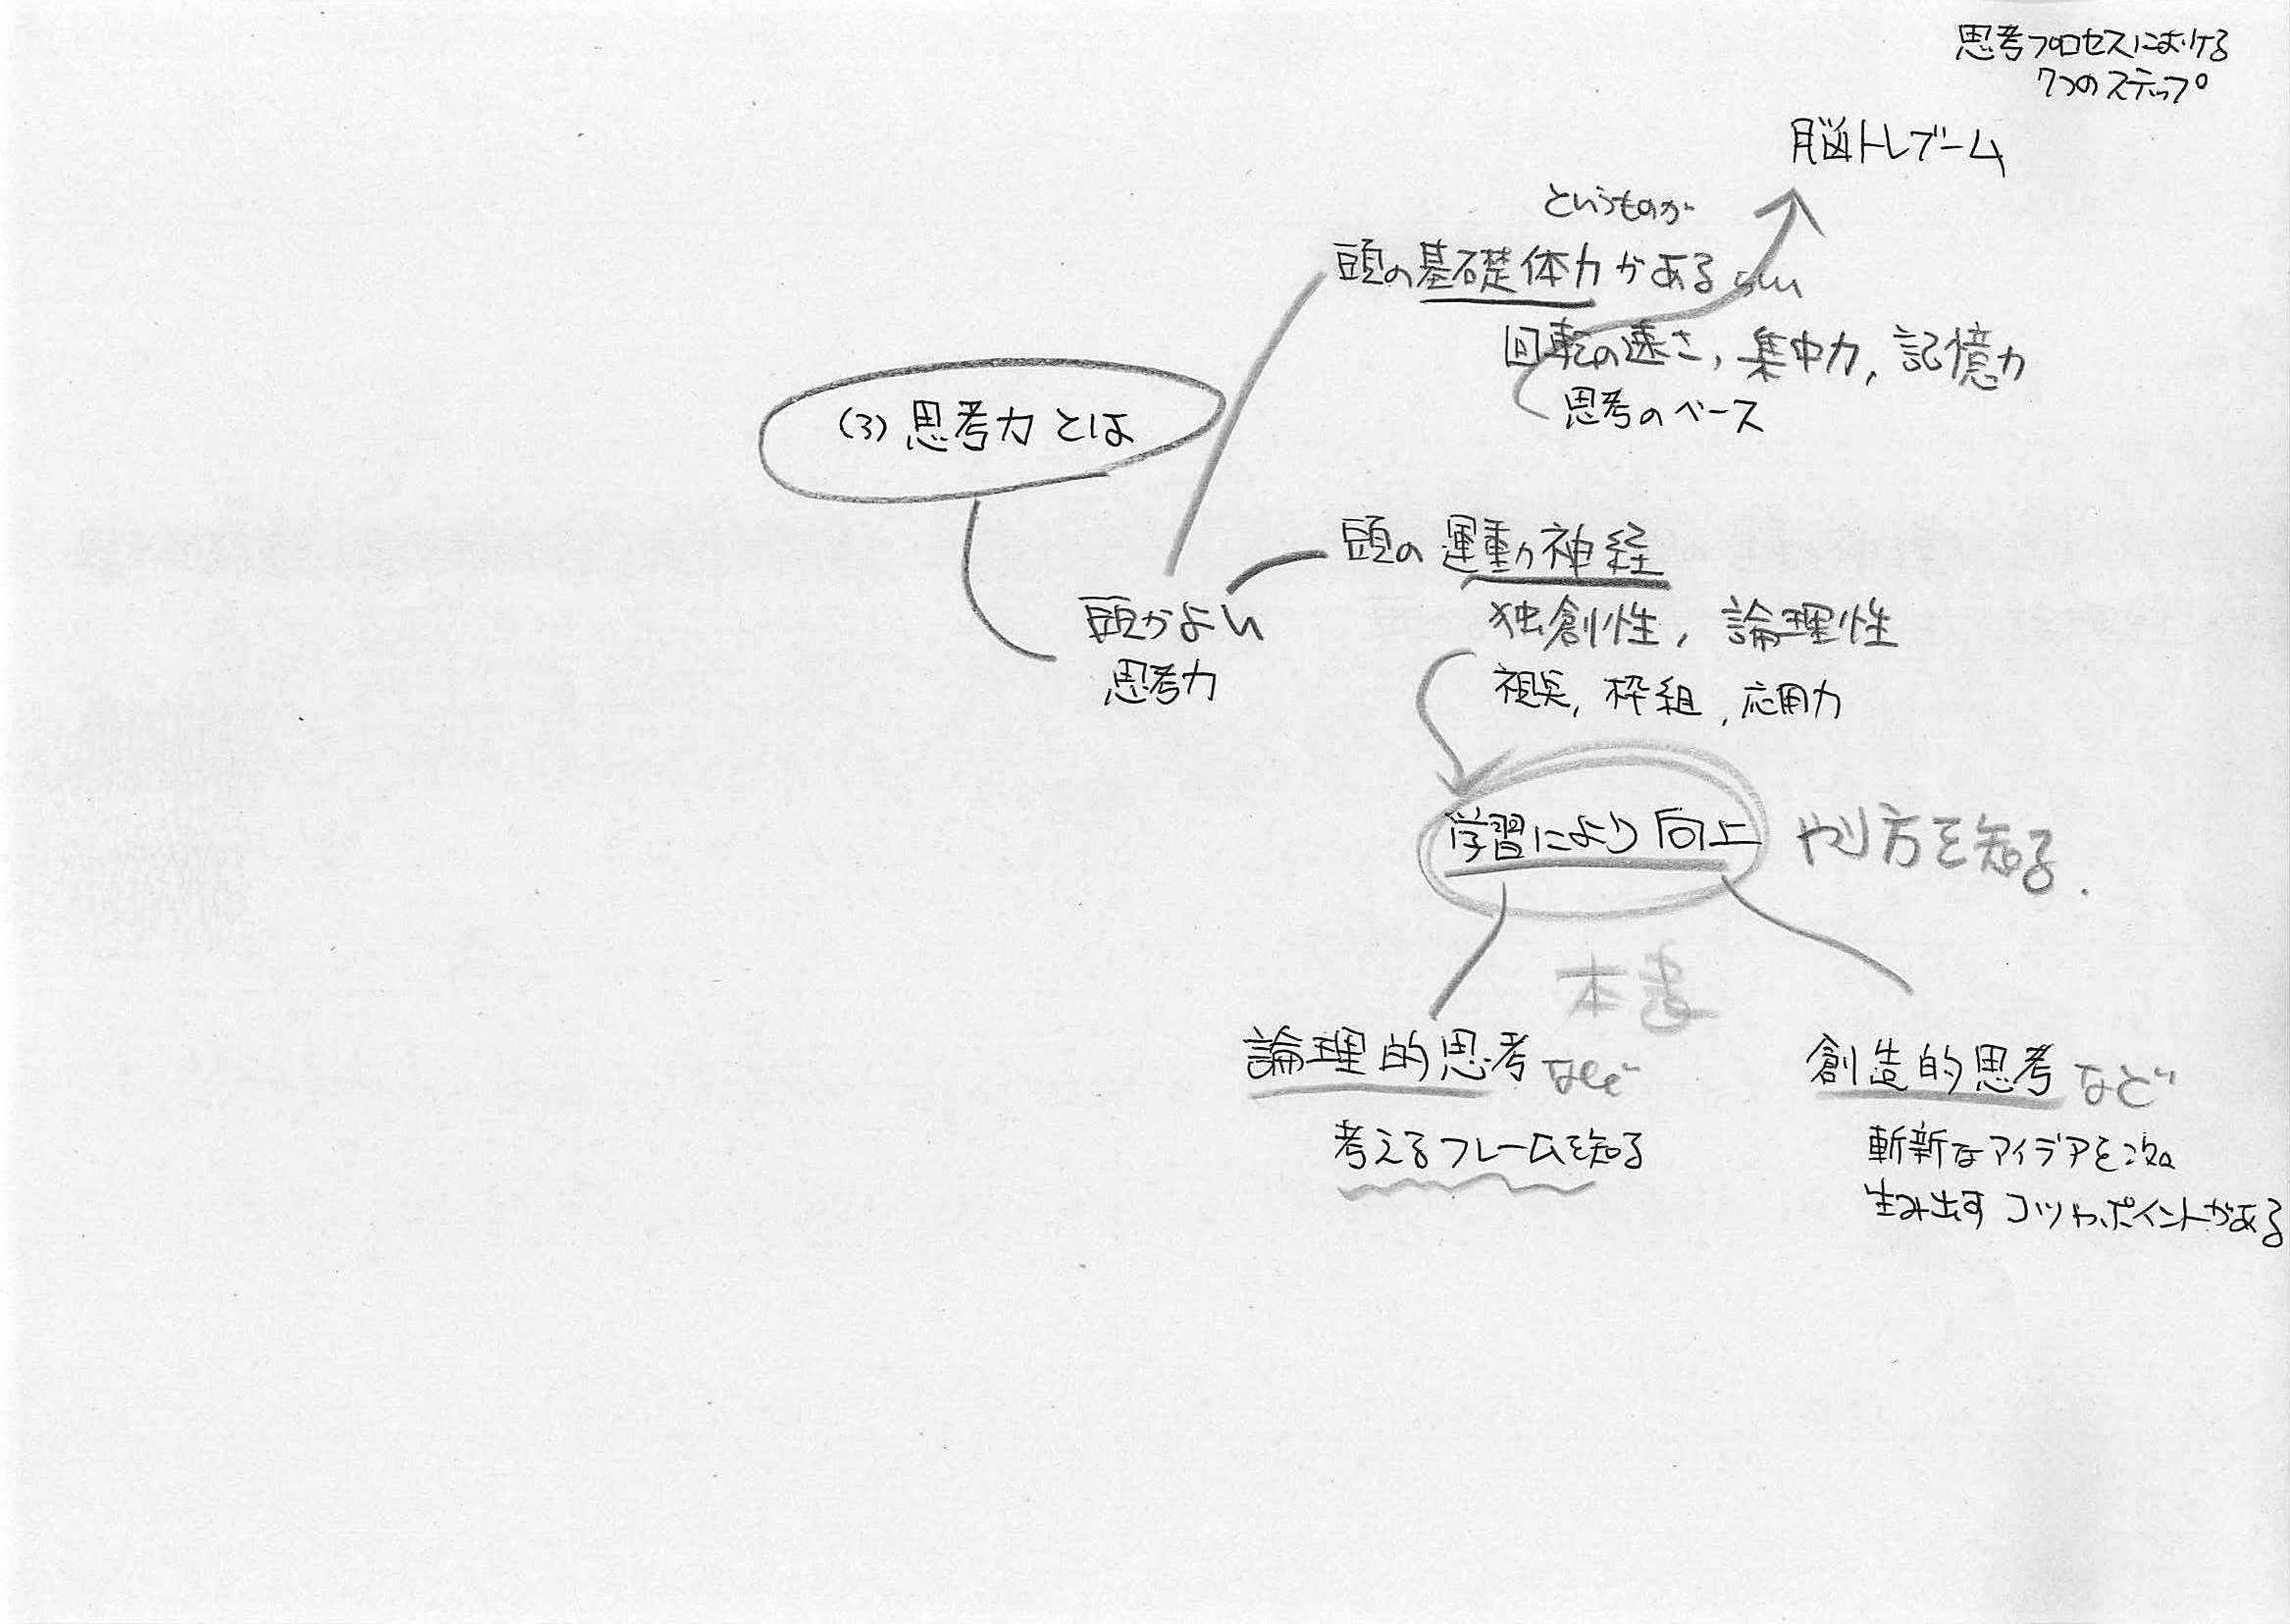 思考プロセスにおける
7つのステップ
脳トレブーム
というものが
頭の基礎体力があるらしい
回転の速さ, 集中力, 記憶力
思考のベース
(3) 思考力とは
頭の運動神経
独創性, 論理性
視点, 枠組, 応用力
頭がよい
思考力
学習により向上 やり方を知る.
本書
論理的思考など
考えるフレームを知る
創造的思考など
斬新なアイデアを次々
生み出すコツやポイントがある